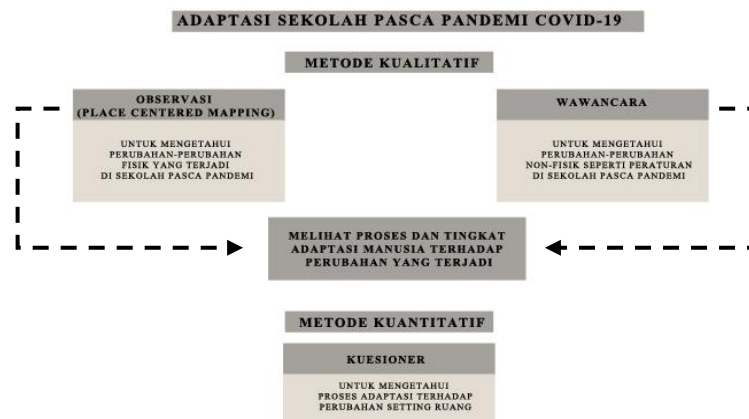 ADAPTASI SEKOLAH PASCA PANDEMI COVID-19
METODE KUALITATIF
OBSERVASI
(PLACE CENTERED MAPPING)
UNTUK MENGETAHUI
PERUBAHAN-PERUBAHAN
FISIK YANG TERJADI
DI SEKOLAH PASCA PANDEMI
WAWANCARA
UNTUK MENGETAHUI
PERUBAHAN-PERUBAHAN
NON-FISIK SEPERTI PERATURAN
DI SEKOLAH PASCA PANDEMI
MELIHAT PROSES DAN TINGKAT
ADAPTASI MANUSIA TERHADAP
PERUBAHAN YANG TERJADI
METODE KUANTITATIF
KUESIONER
UNTUK MENGETAHUI
PROSES ADAPTASI TERHADAP
PERUBAHAN SETTING RUANG